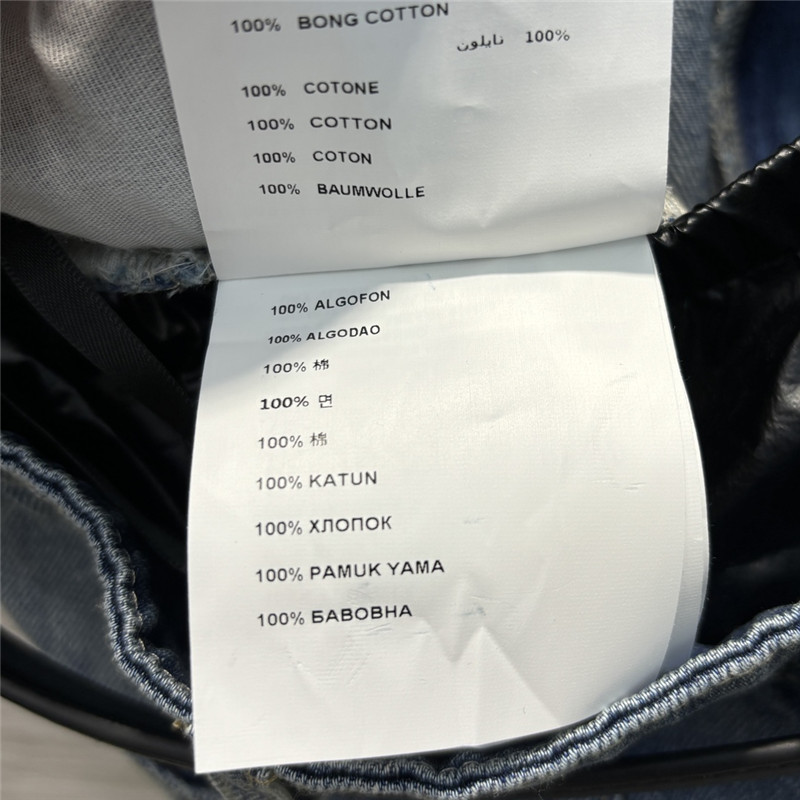 100% BONG COTTON
100% نايلون
100% COTONE
100% COTTON
100% COTON
100% BAUMWOLLE
100% ALGOFON
100% ALGODAO
100% 棉
100% 면
100% 棉
100% KATUN
100% ХЛОПОК
100% PAMUK YAMA
100% БАВОВНА